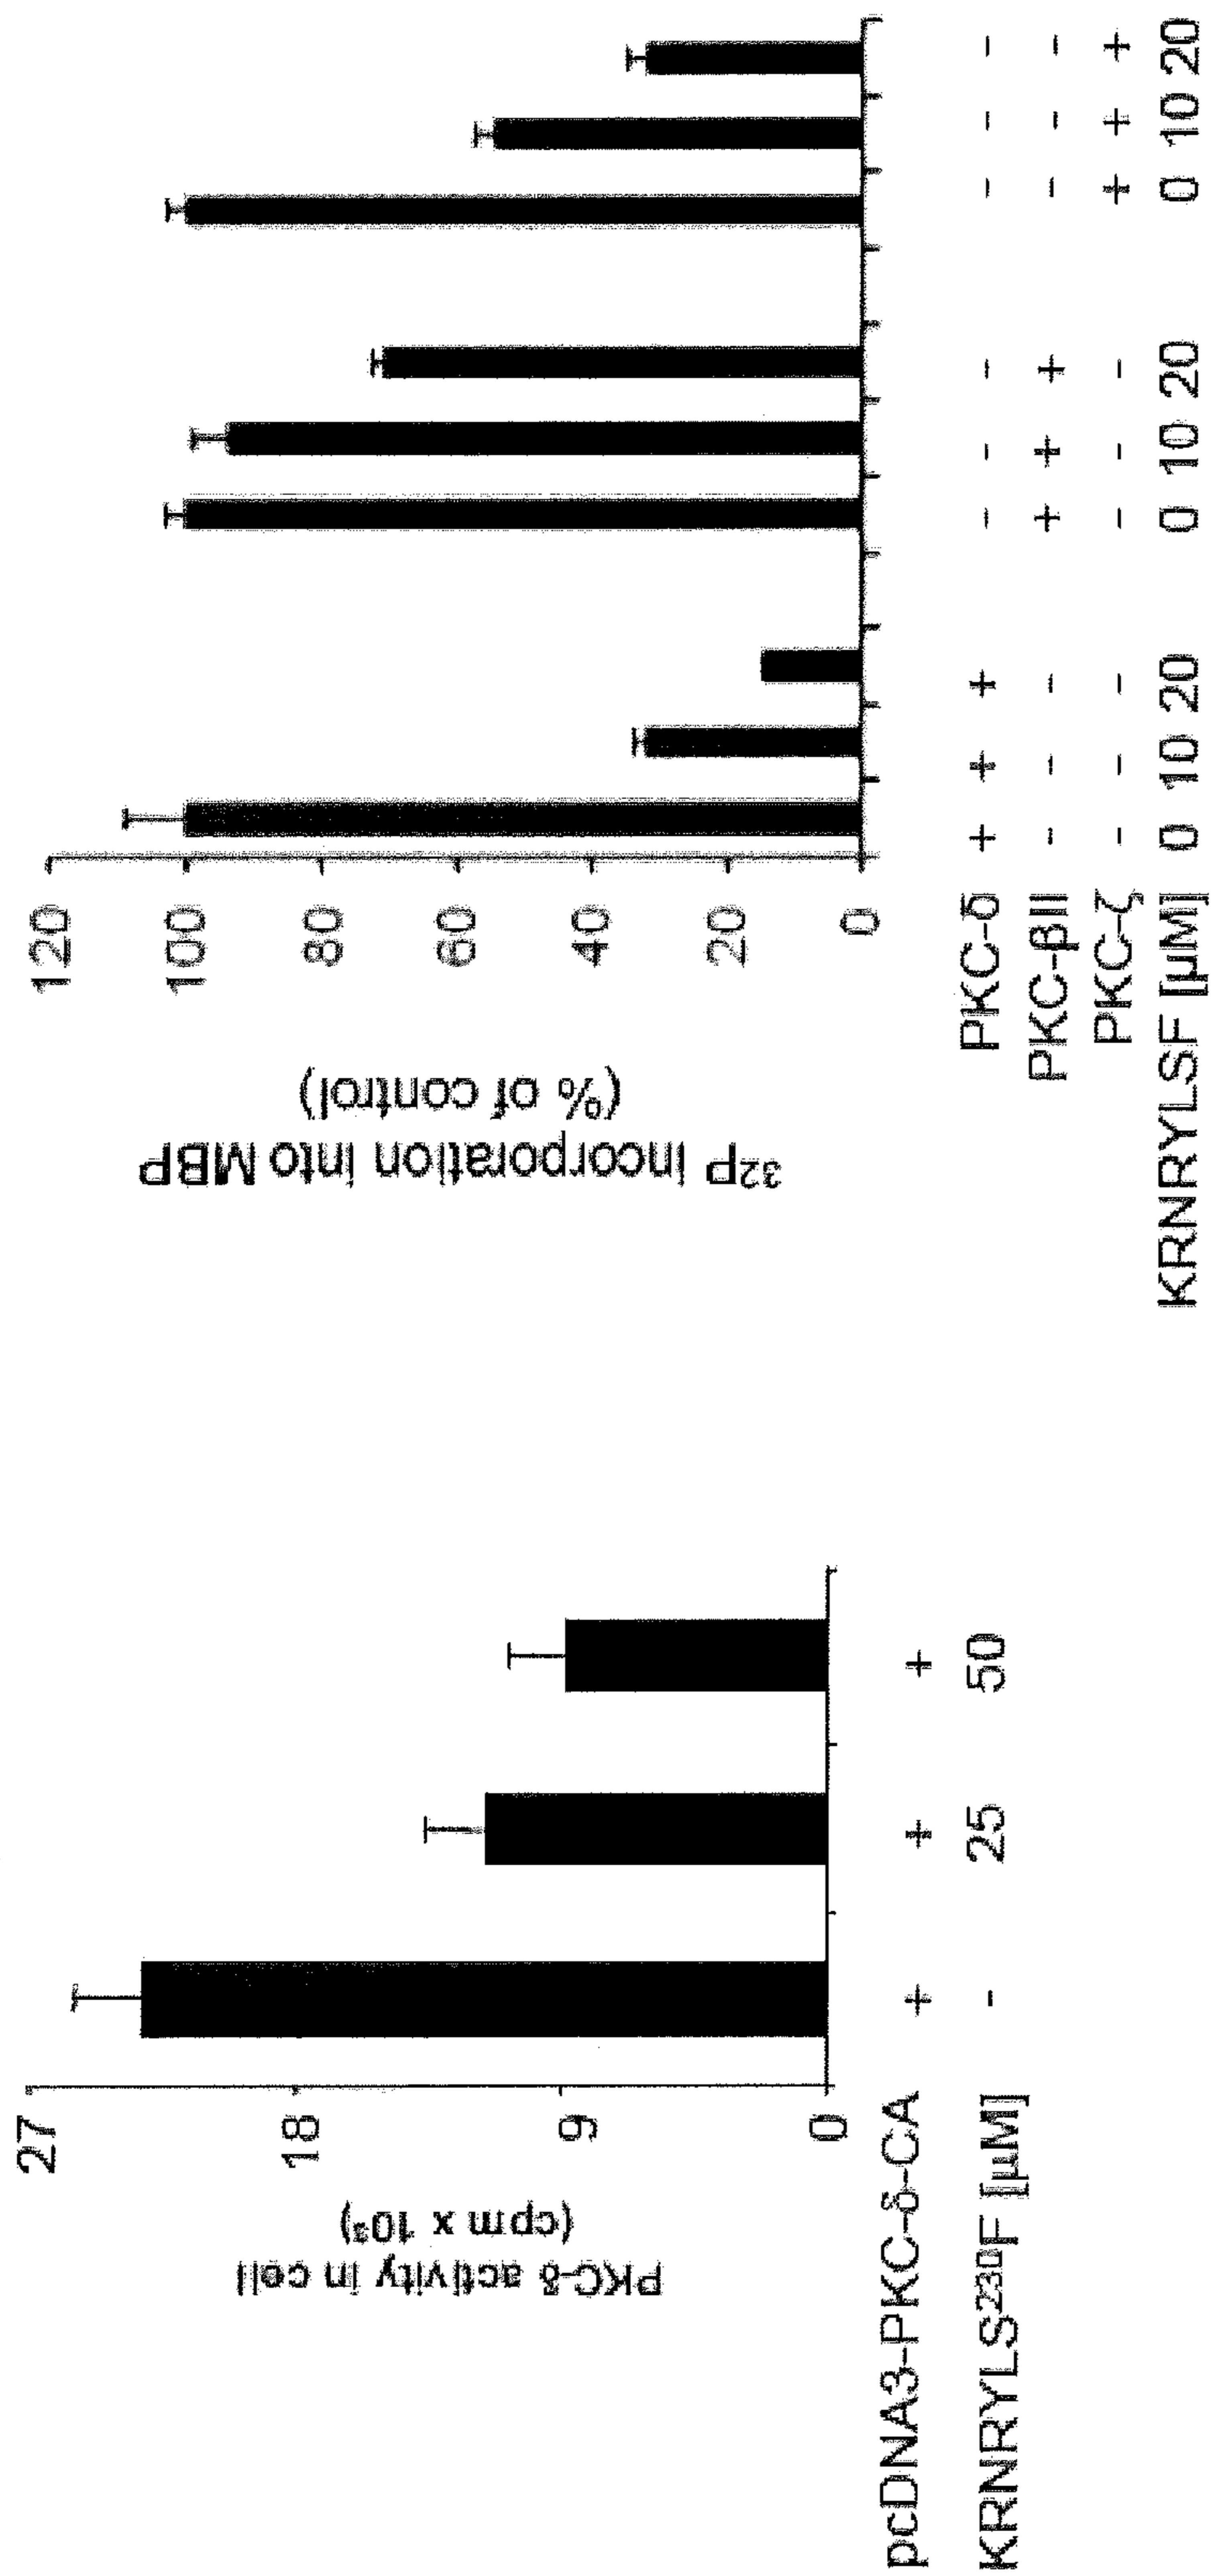 PKC-δ activity in cell
(cpm x 10³)
27
18
9
0
pcDNA3-PKC-δ-CA + + +
KRNRYLS²³⁰F [μM] - 25 50
³²P incorporation into MBP
(% of control)
120
100
80
60
40
20
0
PKC-δ + + + - - - - - -
PKC-βII - - - + + + - - -
PKC-ζ - - - - - - + + +
KRNRYLSF [μM] 0 10 20 0 10 20 0 10 20